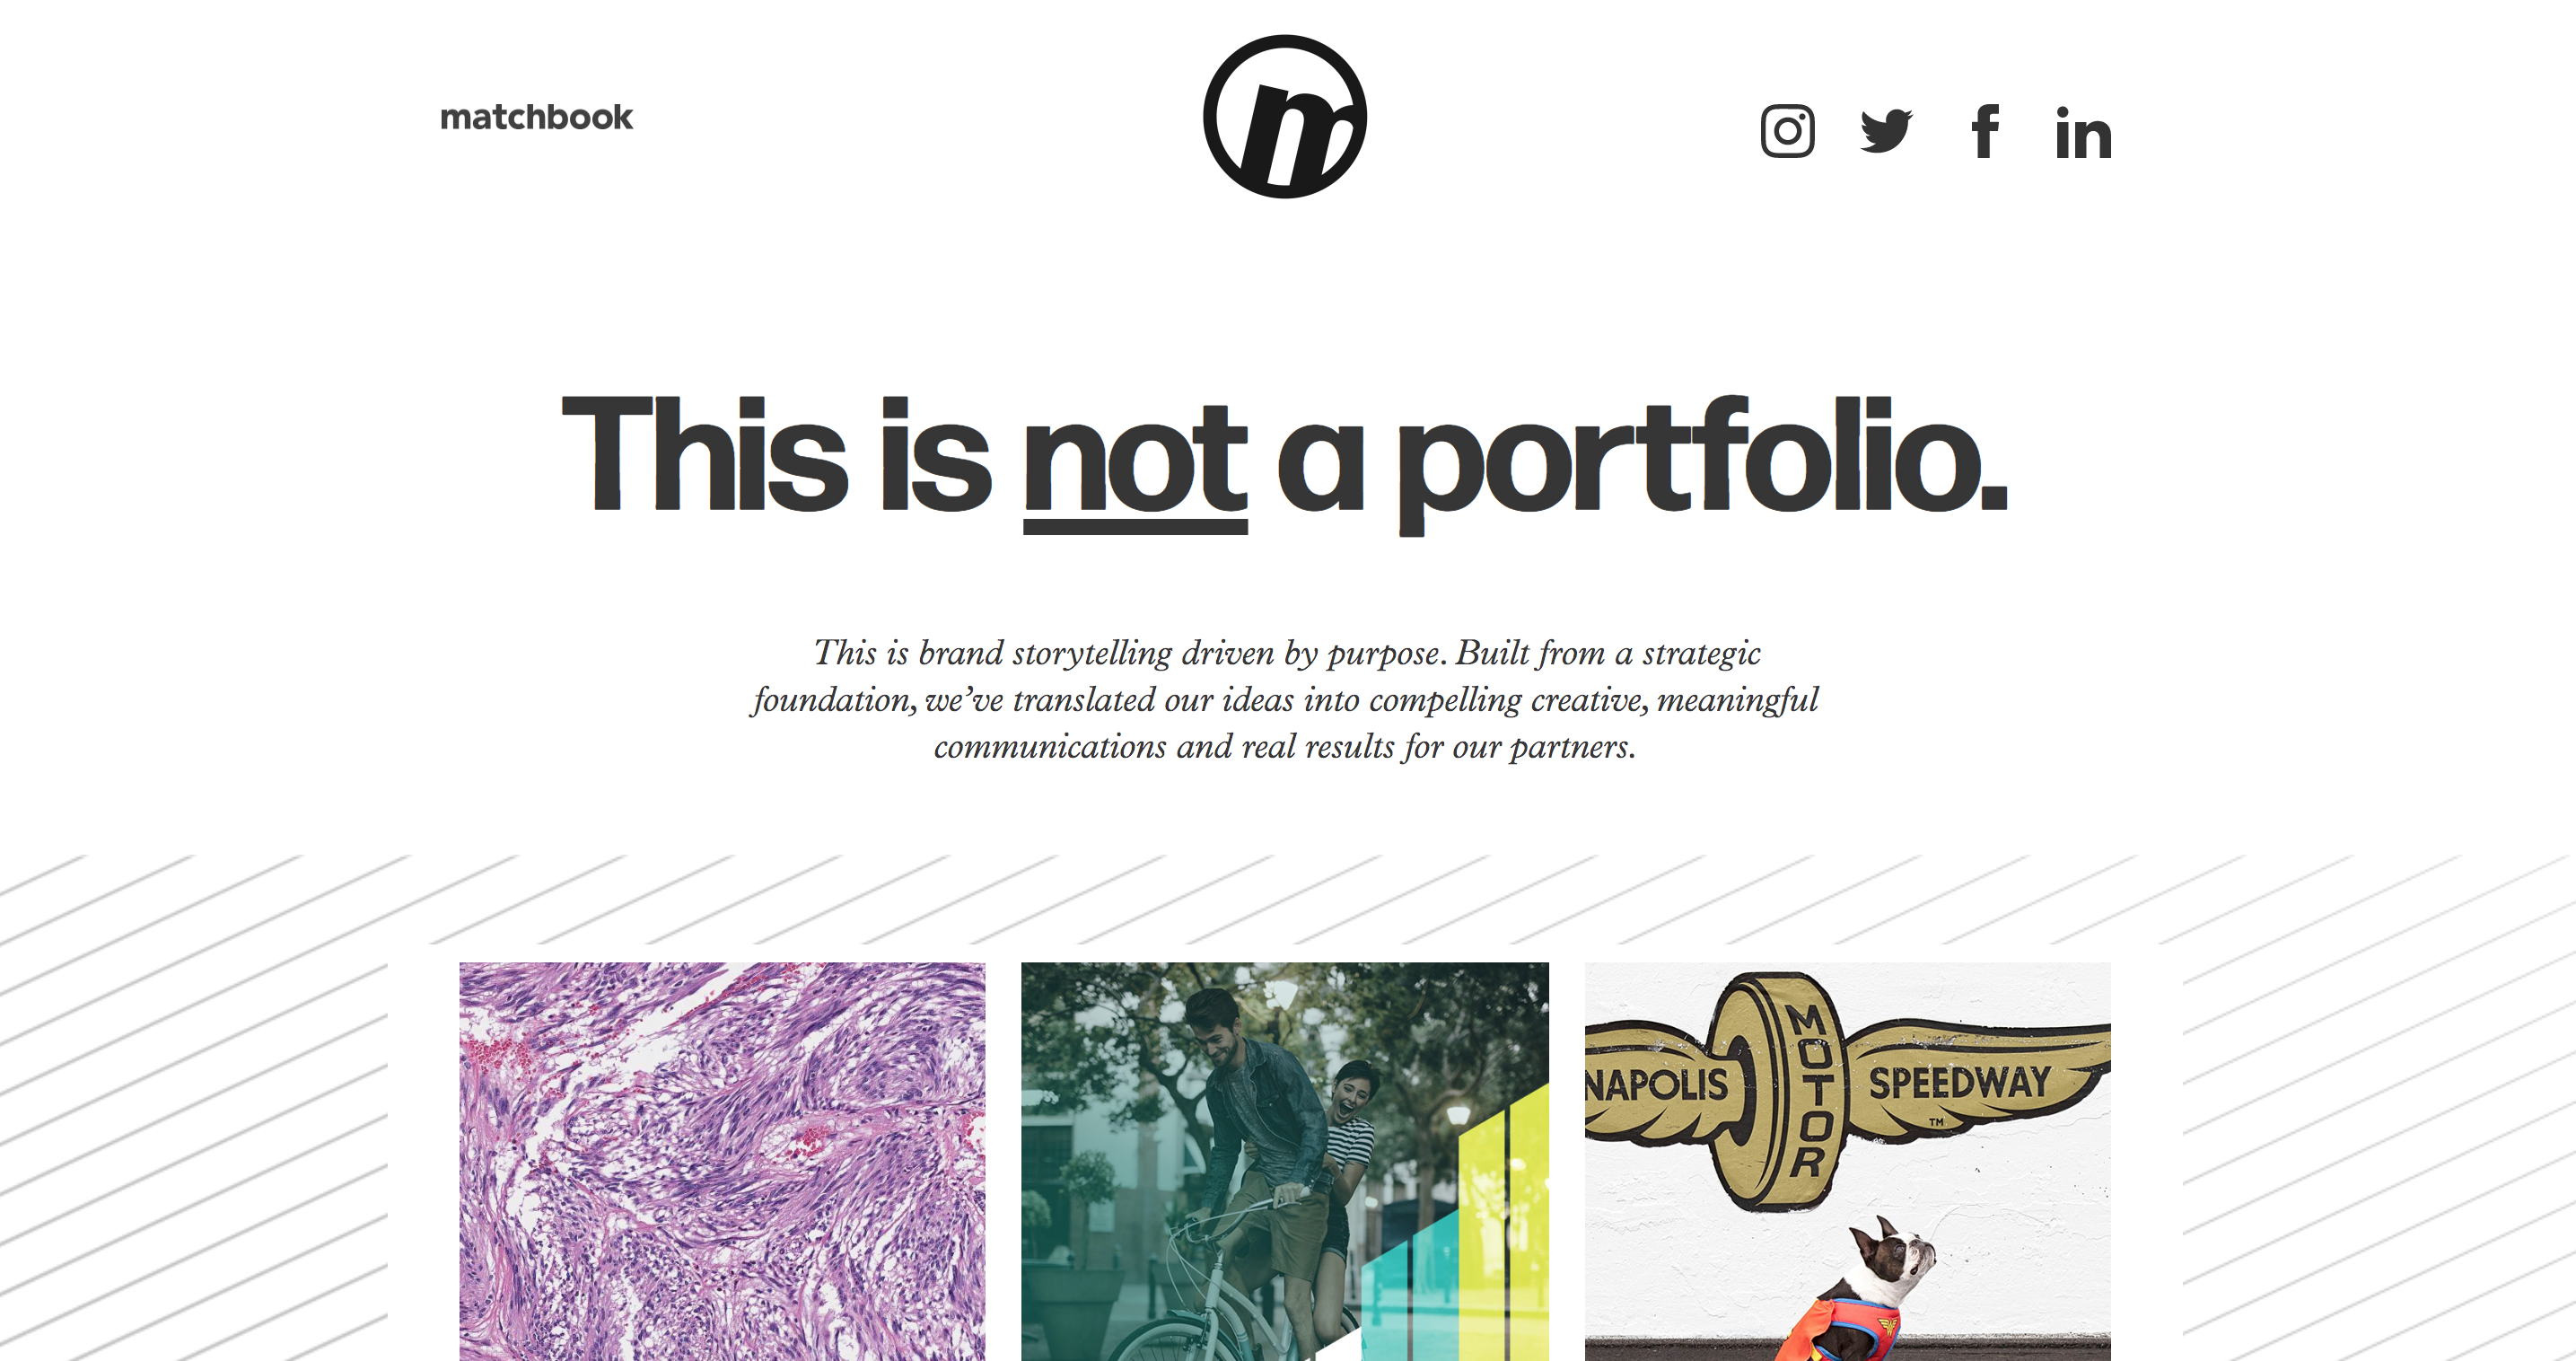 matchbook
m
in
This is not a portfolio.
This is brand storytelling driven by purpose. Built from a strategic
foundation, we’ve translated our ideas into compelling creative, meaningful
communications and real results for our partners.
NAPOLIS
MOTOR
SPEEDWAY
TM